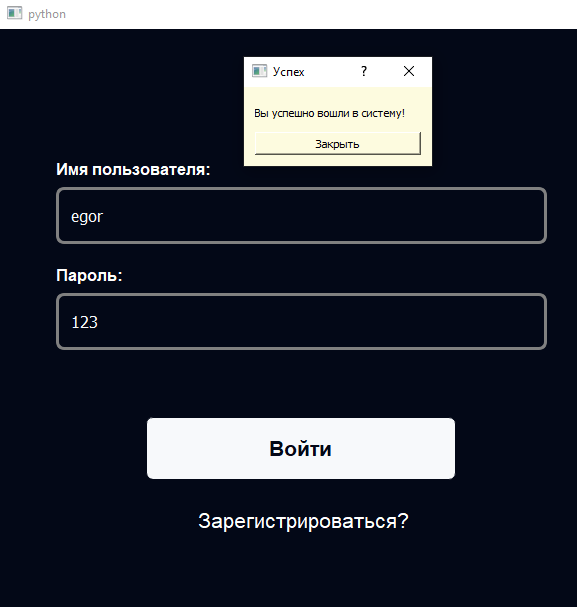 python
Успех
?
Вы успешно вошли в систему!
Закрыть
Имя пользователя:
egor
Пароль:
123
Войти
Зарегистрироваться?